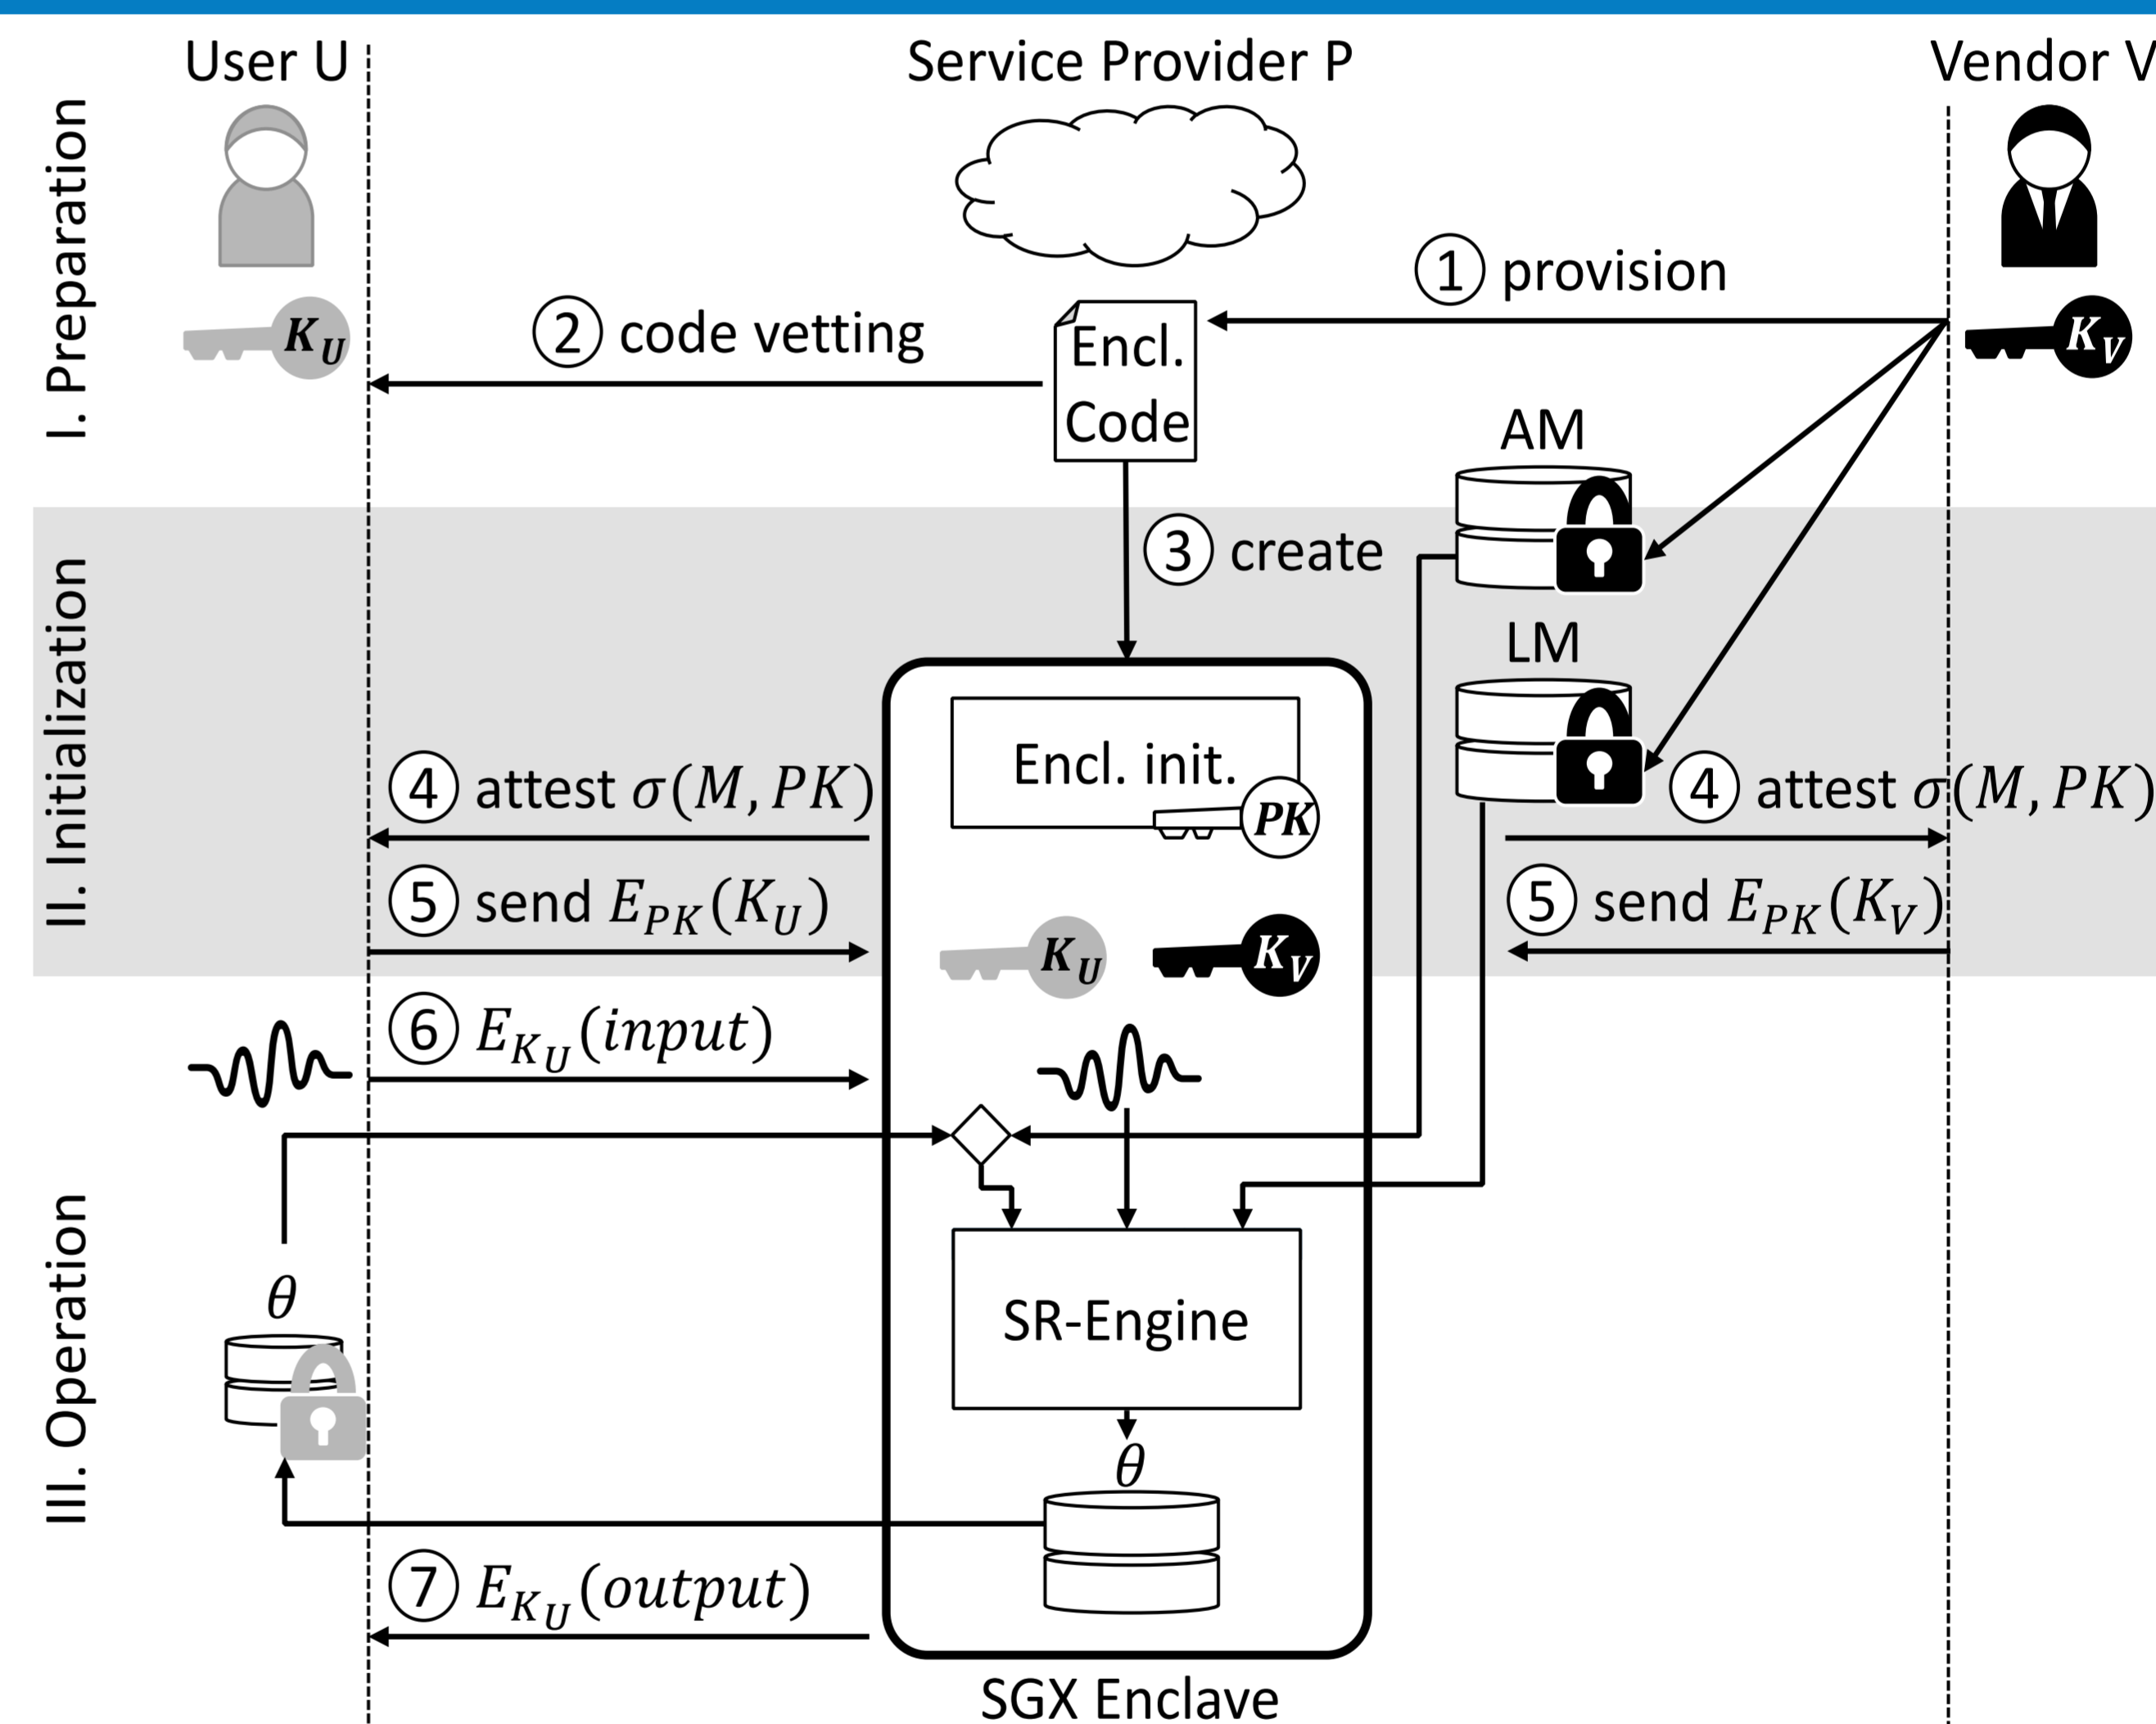 User U
Service Provider P
Vendor V
I. Preparation
① provision
K_U
② code vetting
Encl.
Code
K_V
AM
③ create
II. Initialization
LM
Encl. init.
PK
④ attest σ(M, PK)
④ attest σ(M, PK)
⑤ send E_PK(K_U)
⑤ send E_PK(K_V)
K_U
K_V
⑥ E_K_U(input)
III. Operation
θ
SR-Engine
θ
⑦ E_K_U(output)
SGX Enclave